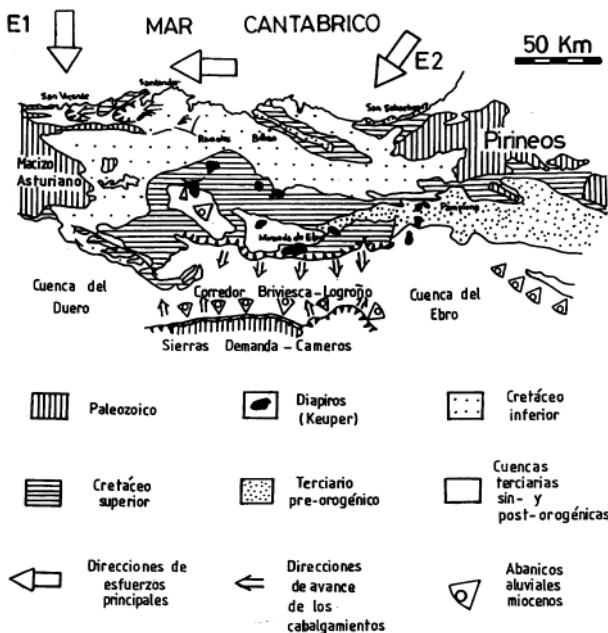 E1
MAR CANTABRICO
E2
50 Km
San Vicente
Santander
San Sebastian
Ramales
Bilbao
Pirineos
Macizo
Asturiano
Pamplona
Miranda de Ebro
Cuenca del
Duero
Corredor Briviesca-Logroño
Cuenca del
Ebro
Sierras Demanda-Cameros
Paleozoico
Diapiros
(Keuper)
Cretáceo
inferior
Cretáceo
superior
Terciario
pre-orogénico
Cuencas
terciarias
sin- y
post-orogénicas
Direcciones de
esfuerzos
principales
Direcciones
de avance
de los
cabalgamientos
Abanicos
aluviales
miocenos